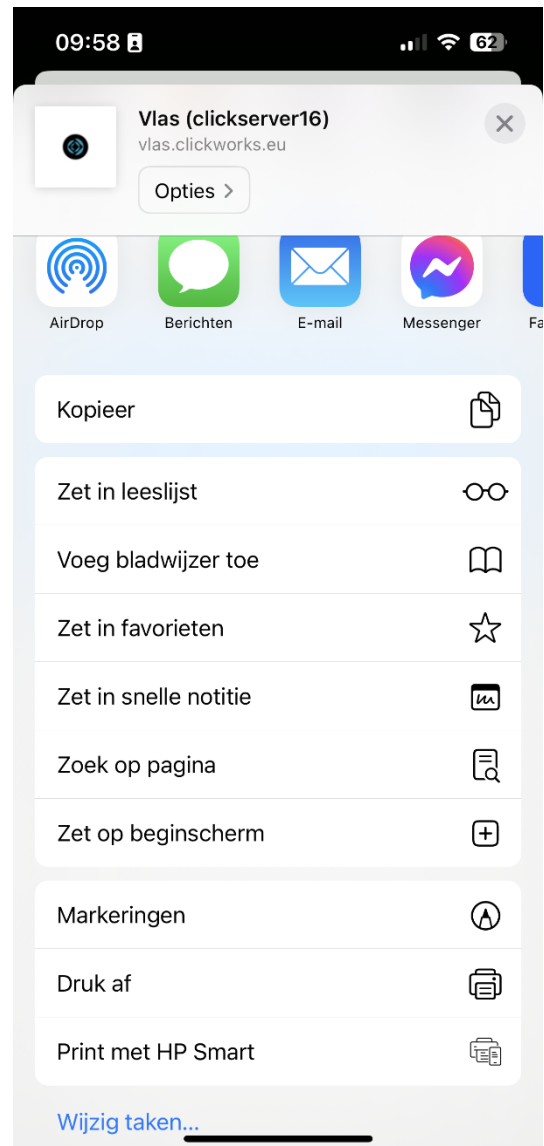 09:58
62
Vlas (clickserver16)
vlas.clickworks.eu
Opties >
AirDrop
Berichten
E-mail
Messenger
Fa
Kopieer
Zet in leeslijst
Voeg bladwijzer toe
Zet in favorieten
Zet in snelle notitie
Zoek op pagina
Zet op beginscherm
Markeringen
Druk af
Print met HP Smart
Wijzig taken...